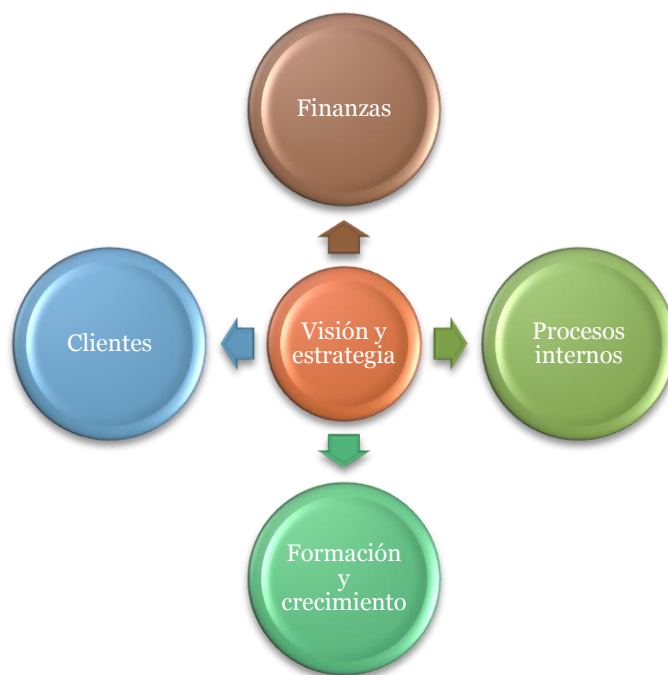 Finanzas
Clientes
Visión y
estrategia
Procesos
internos
Formación
y
crecimiento